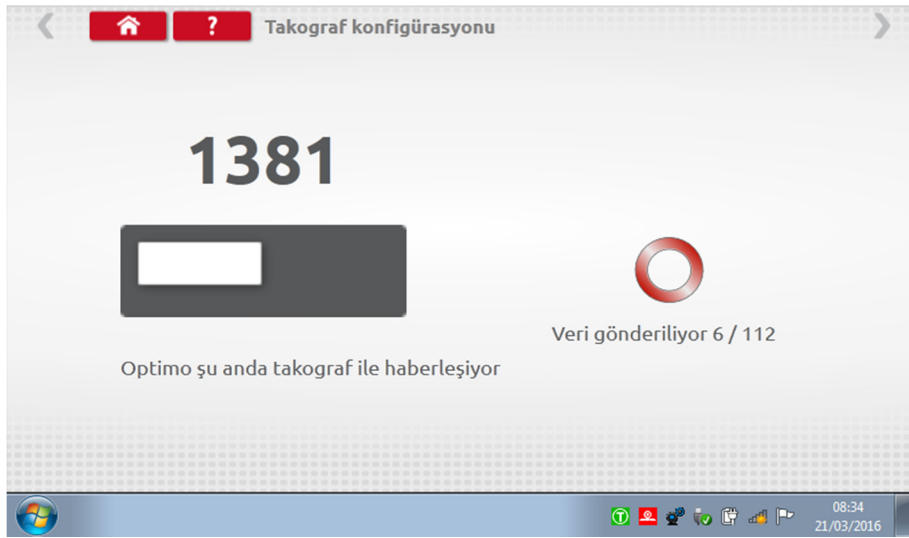 ? Takograf konfigürasyonu
1381
Veri gönderiliyor 6 / 112
Optimo şu anda takograf ile haberleşiyor
08:34
21/03/2016